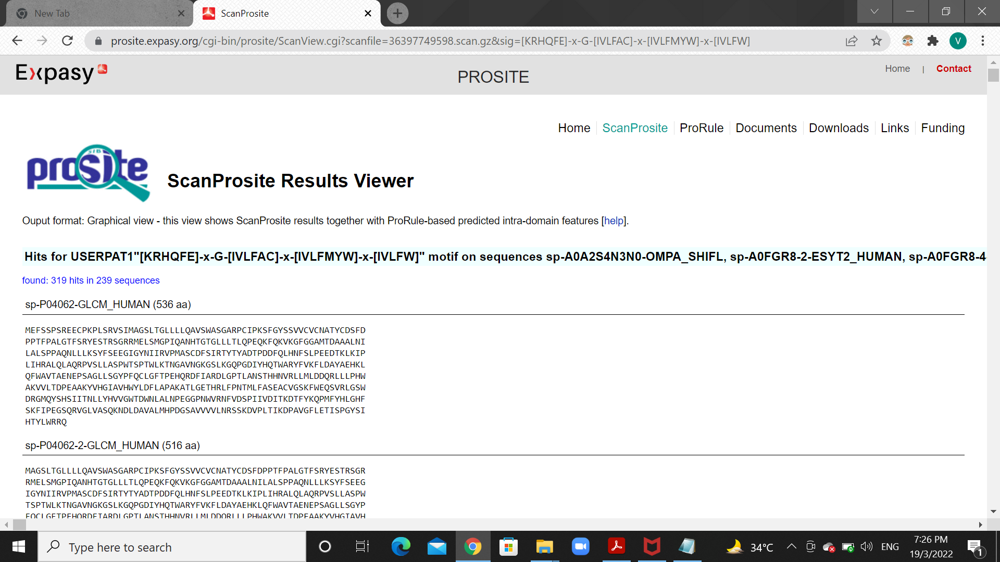 New Tab
ScanProsite
prosite.expasy.org/cgi-bin/prosite/ScanView.cgi?scanfile=36397749598.scan.gz&sig=[KRHQFE]-x-G-[IVLFAC]-x-[IVLFMYW]-x-[IVLFW]
V
Expasy
PROSITE
Home | Contact
Home ScanProsite ProRule Documents Downloads Links Funding
SIB
prosite
ScanProsite Results Viewer
Ouput format: Graphical view - this view shows ScanProsite results together with ProRule-based predicted intra-domain features [help].
Hits for USERPAT1"[KRHQFE]-x-G-[IVLFAC]-x-[IVLFMYW]-x-[IVLFW]" motif on sequences sp-A0A2S4N3N0-OMPA_SHIFL, sp-A0FGR8-2-ESYT2_HUMAN, sp-A0FGR8-4-
found: 319 hits in 239 sequences
sp-P04062-GLCM_HUMAN (536 aa)
MEFSSPSREECPKPLSRVSIMAGSLTGLLLLQAVSWASGARPCIPKSFGYSSVVCVCNATYCDSFD
PPTFPALGTFSRYESTRSGRRMELSMGPIQANHTGTGLLLTLQPEQKFQKVKGFGGAMTDAAALNI
LALSPPAQNLLLKSYFSEEGIGYNIIRVPMASCDFSIRTYTYADTPDDFQLHNFSLPEEDTKLKIP
LIHRALQLAQRPVSLLASPWTSPTWLKTNGAVNGKGSLKGQPGDIYHQTWARYFVKFLDAYAEHKL
QFWAVTAENEPSAGLLSGYPFQCLGFTPEHQRDFIARDLGPTLANSTHHNVRLLMLDDQRLLLPHW
AKVVLTDPEAAKYVHGIAVHWYLDFLAPAKATLGETHRLFPNTMLFASEACVGSKFWEQSVRLGSW
DRGMQYSHSIITNLLYHVVGWTDWNLALNPEGGPNWVRNFVDSPIIVDITKDTFYKQPMFYHLGHF
SKFIPEGSQRVGLVASQKNDLDAVALMHPDGSAVVVVLNRSSKDVPLTIKDPAVGFLETISPGYSI
HTYLWRRQ
sp-P04062-2-GLCM_HUMAN (516 aa)
MAGSLTGLLLLQAVSWASGARPCIPKSFGYSSVVCVCNATYCDSFDPPTFPALGTFSRYESTRSGR
RMELSMGPIQANHTGTGLLLTLQPEQKFQKVKGFGGAMTDAAALNILALSPPAQNLLLKSYFSEEG
IGYNIIRVPMASCDFSIRTYTYADTPDDFQLHNFSLPEEDTKLKIPLIHRALQLAQRPVSLLASPW
TSPTWLKTNGAVNGKGSLKGQPGDIYHQTWARYFVKFLDAYAEHKLQFWAVTAENEPSAGLLSGYP
FQCLGFTPEHQRDFIARDLGPTLANSTHHNVRLLMLDDQRLLLPHWAKVVLTDPEAAKYVHGIAVH
Type here to search
34°C
ENG
7:26 PM
19/3/2022
1